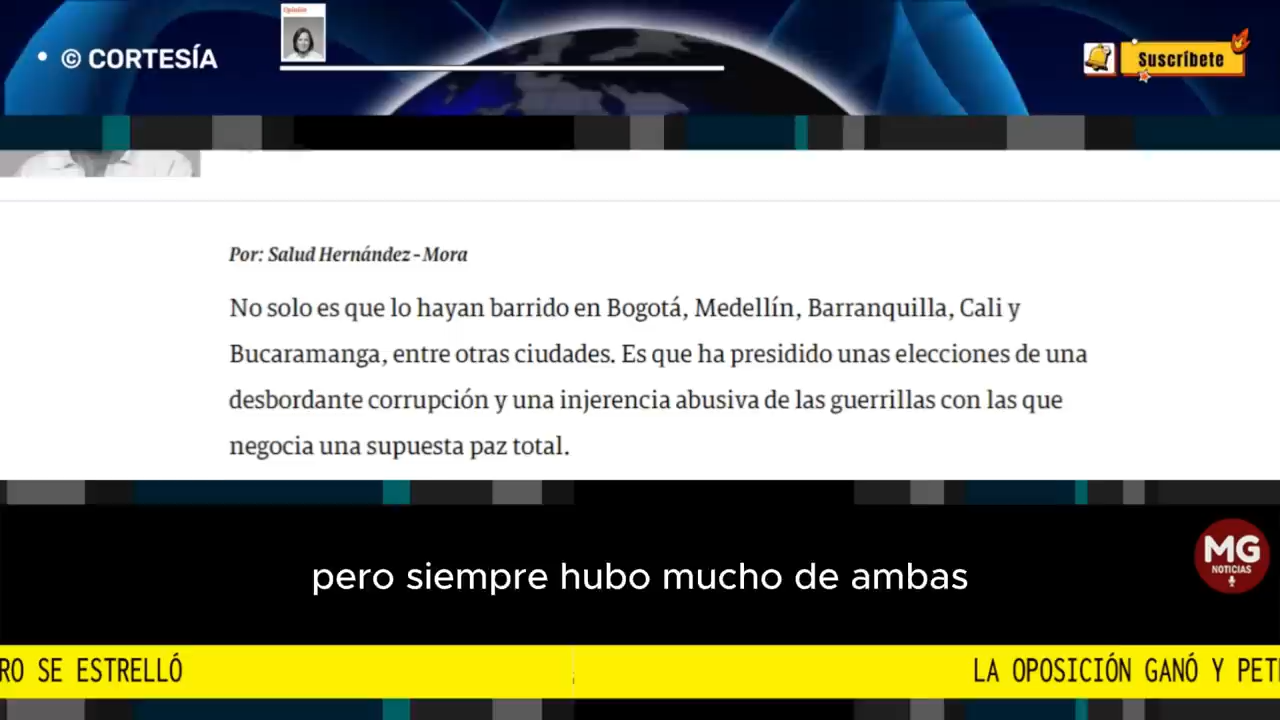 Opinión
• © CORTESÍA
Suscríbete
Por: Salud Hernández-Mora
No solo es que lo hayan barrido en Bogotá, Medellín, Barranquilla, Cali y
Bucaramanga, entre otras ciudades. Es que ha presidido unas elecciones de una
desbordante corrupción y una injerencia abusiva de las guerrillas con las que
negocia una supuesta paz total.
pero siempre hubo mucho de ambas
MG
NOTICIAS
RO SE ESTRELLÓ
LA OPOSICIÓN GANÓ Y PET